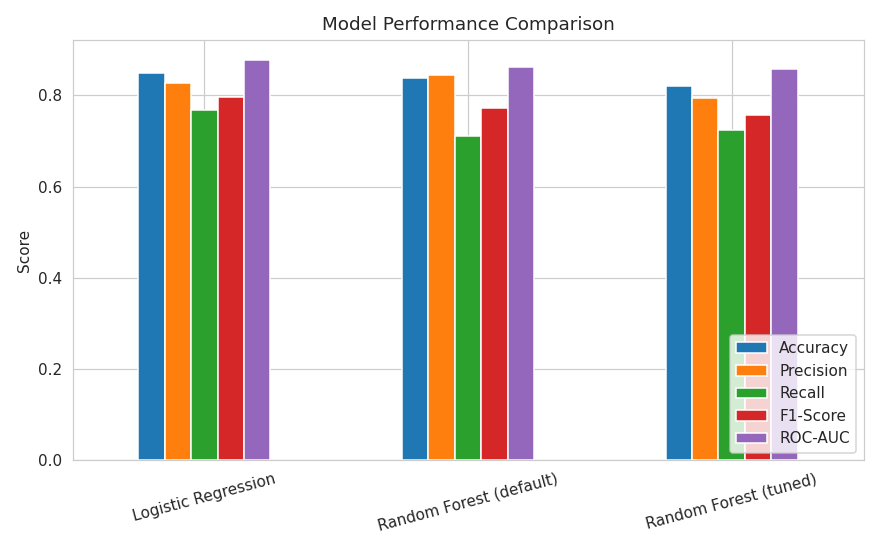 Model Performance Comparison
Score
0.8
0.6
0.4
0.2
0.0
Accuracy
Precision
Recall
F1-Score
ROC-AUC
Logistic Regression
Random Forest (default)
Random Forest (tuned)